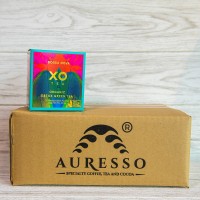 XO
TEA
ORGANIC
®
AURESSO
SPECIALTY COFFEE, TEA AND COCOA